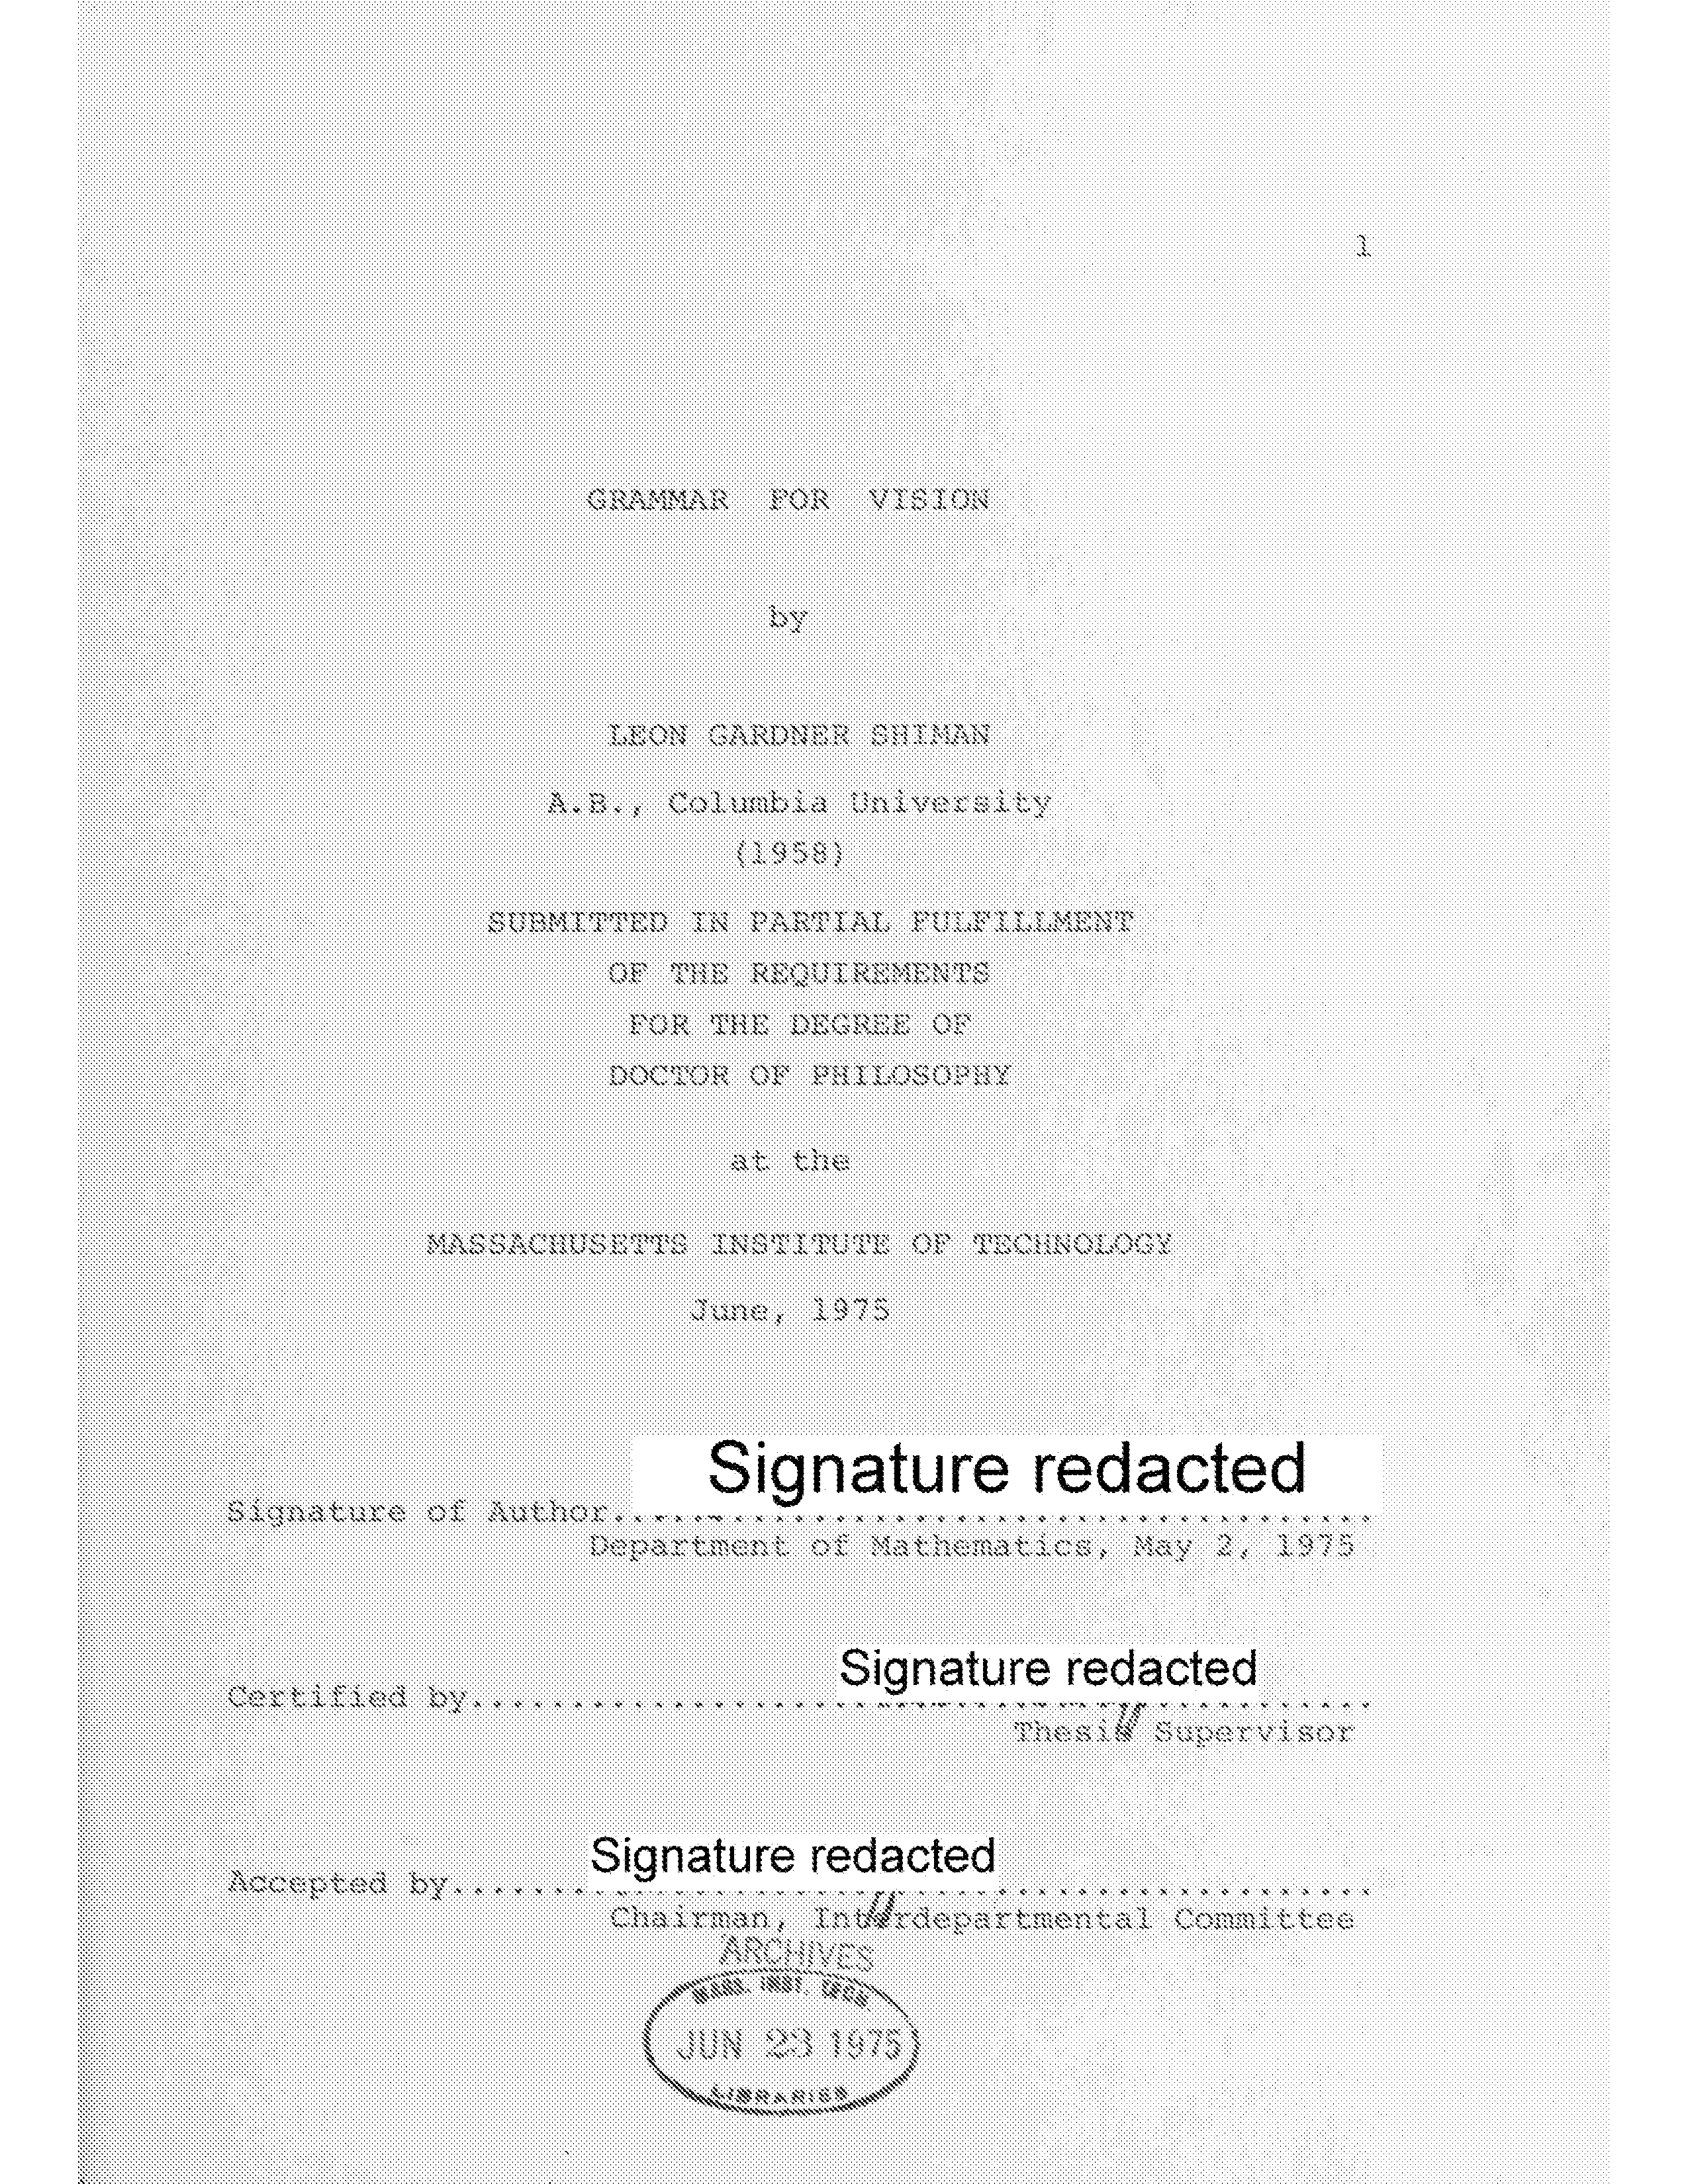 1
GRAMMAR FOR VISION
by
LEON GARDNER SHIMAN
A.B., Columbia University
(1958)
SUBMITTED IN PARTIAL FULFILLMENT
OF THE REQUIREMENTS
FOR THE DEGREE OF
DOCTOR OF PHILOSOPHY
at the
MASSACHUSETTS INSTITUTE OF TECHNOLOGY
June, 1975
Signature redacted
Signature of Author......................................
Department of Mathematics, May 2, 1975
Signature redacted
Certified by.............................................
Thesis Supervisor
Signature redacted
Accepted by..............................................
Chairman, Interdepartmental Committee
ARCHIVES
MASS. INST. TECH
JUN 23 1975
LIBRARIES